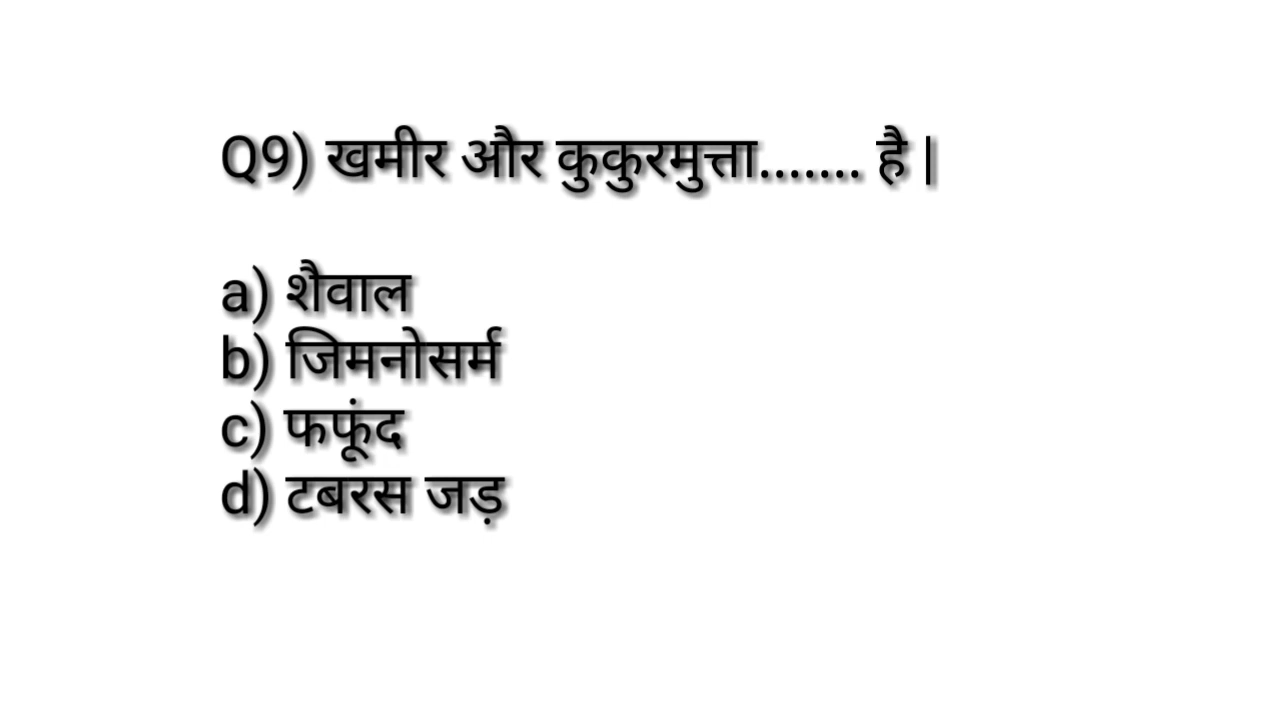 Q9) खमीर और कुकुरमुत्ता....... है |
a) शैवाल
b) जिमनोसर्म
c) फफूंद
d) टबरस जड़